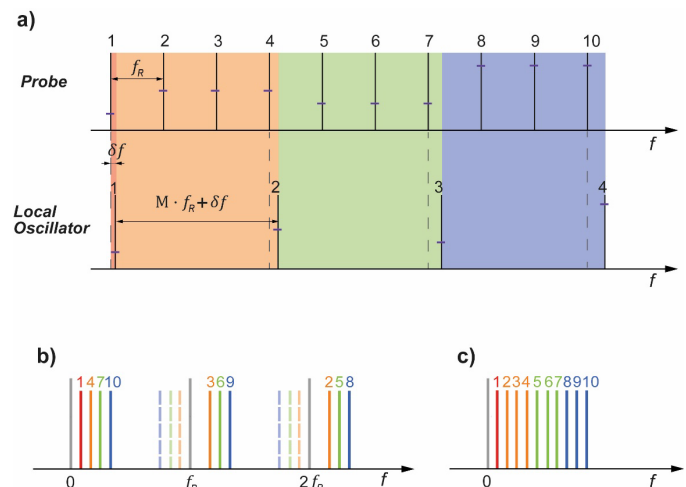 a)
1 2 3 4 5 6 7 8 9 10
f_R
Probe
f
δf
1 2 3 4
M · f_R + δf
Local
Oscillator
f
b)
c)
1 4 7 10 3 6 9 2 5 8
1 2 3 4 5 6 7 8 9 10
0 f_R 2 f_R f
0 f